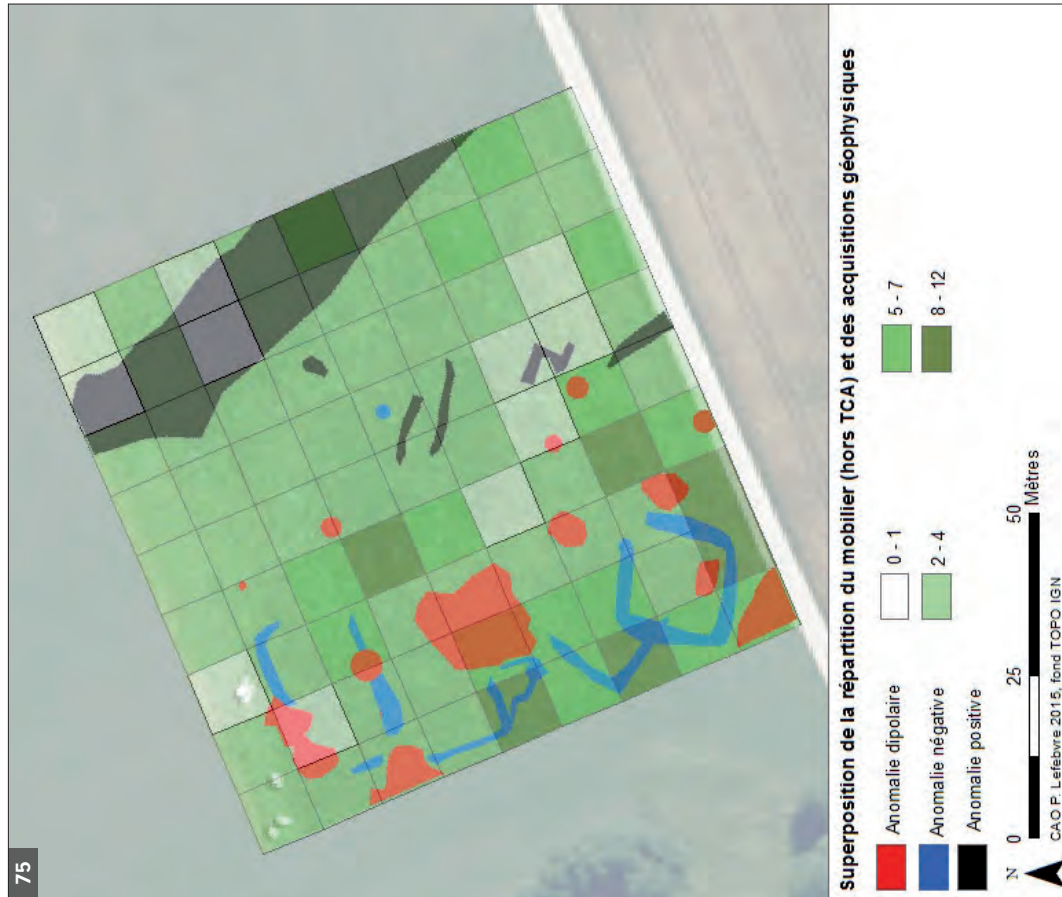 75
Superposition de la répartition du mobilier (hors TCA) et des acquisitions géophysiques
Anomalie dipolaire
Anomalie négative
Anomalie positive
0 - 1
2 - 4
5 - 7
8 - 12
N
0 25 50
Mètres
CAO P. Lefebvre 2015, fond TOPO IGN